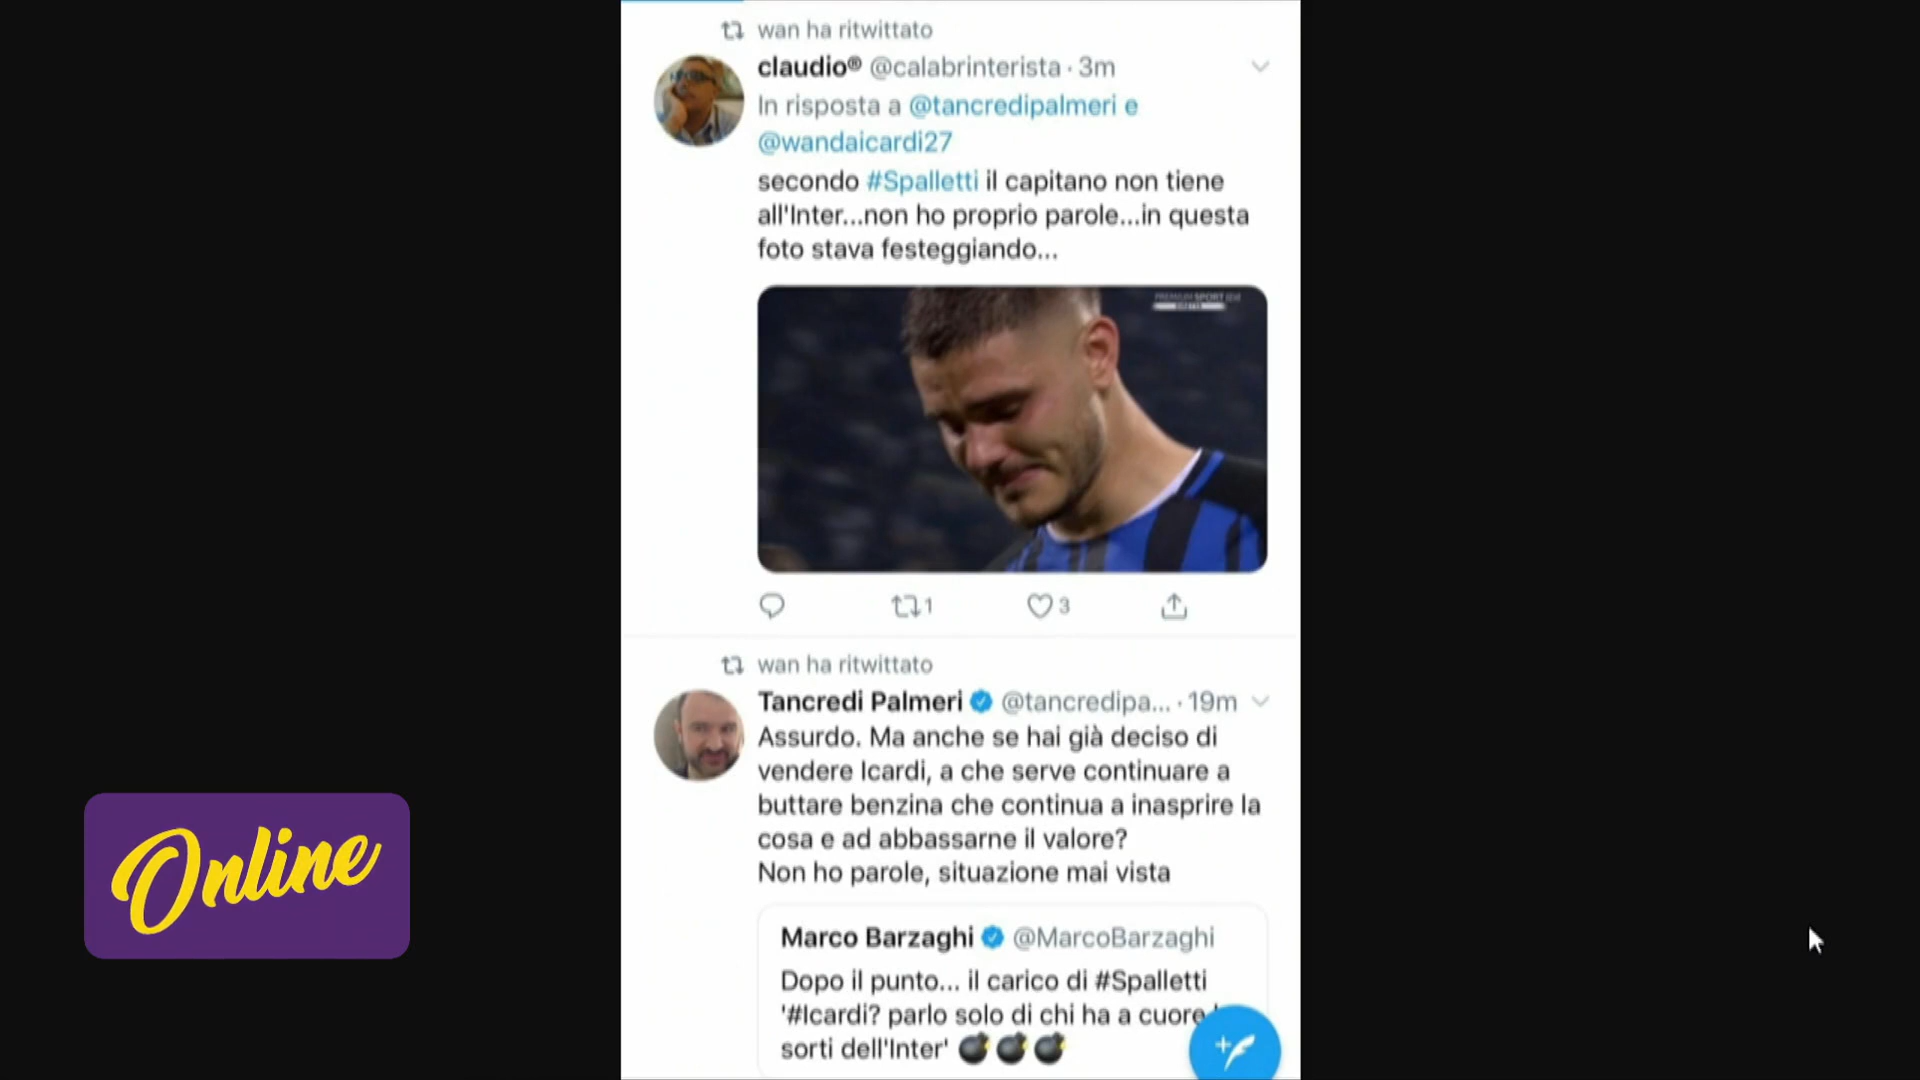 wan ha ritwittato
claudio® @calabrinterista · 3m
In risposta a @tancredipalmeri e
@wandaicardi27
secondo #Spalletti il capitano non tiene
all'Inter...non ho proprio parole...in questa
foto stava festeggiando...
PREMIUM SPORT
1
3
wan ha ritwittato
Tancredi Palmeri @tancredipa... · 19m
Assurdo. Ma anche se hai già deciso di
vendere Icardi, a che serve continuare a
buttare benzina che continua a inasprire la
cosa e ad abbassarne il valore?
Non ho parole, situazione mai vista
Marco Barzaghi @MarcoBarzaghi
Dopo il punto... il carico di #Spalletti
'#Icardi? parlo solo di chi ha a cuore
sorti dell'Inter' 💣💣💣
Online